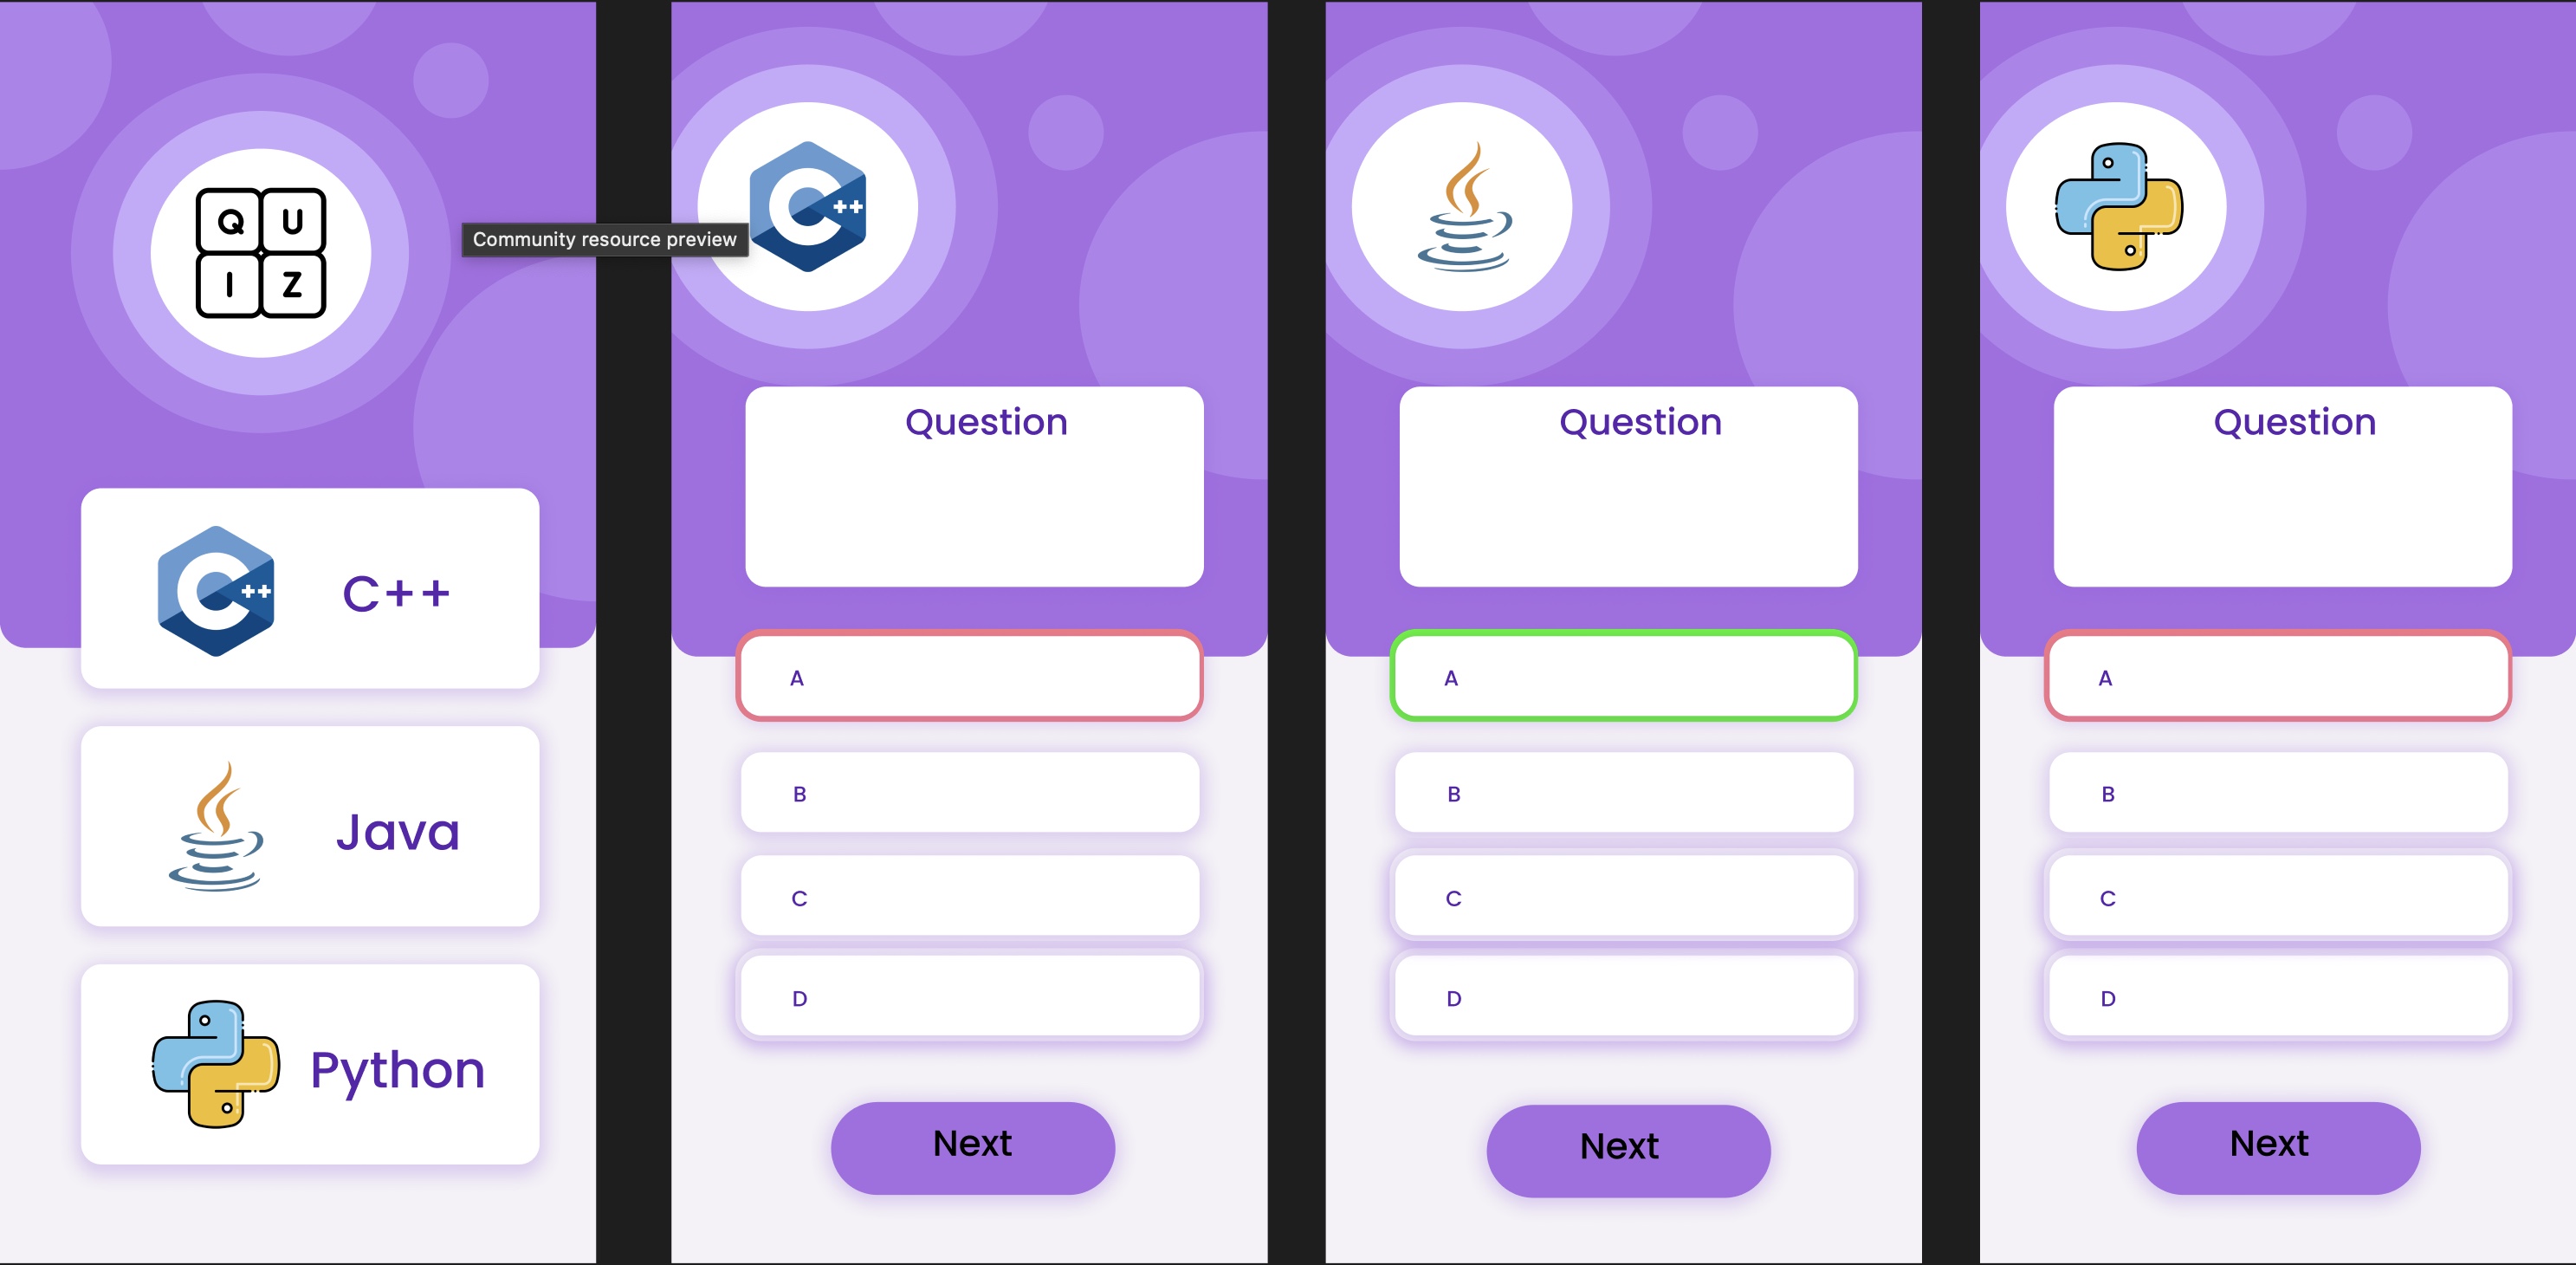 Q U
I Z
C++
Java
Python
Community resource preview
C ++
Question
A
B
C
D
Next
Question
A
B
C
D
Next
Question
A
B
C
D
Next